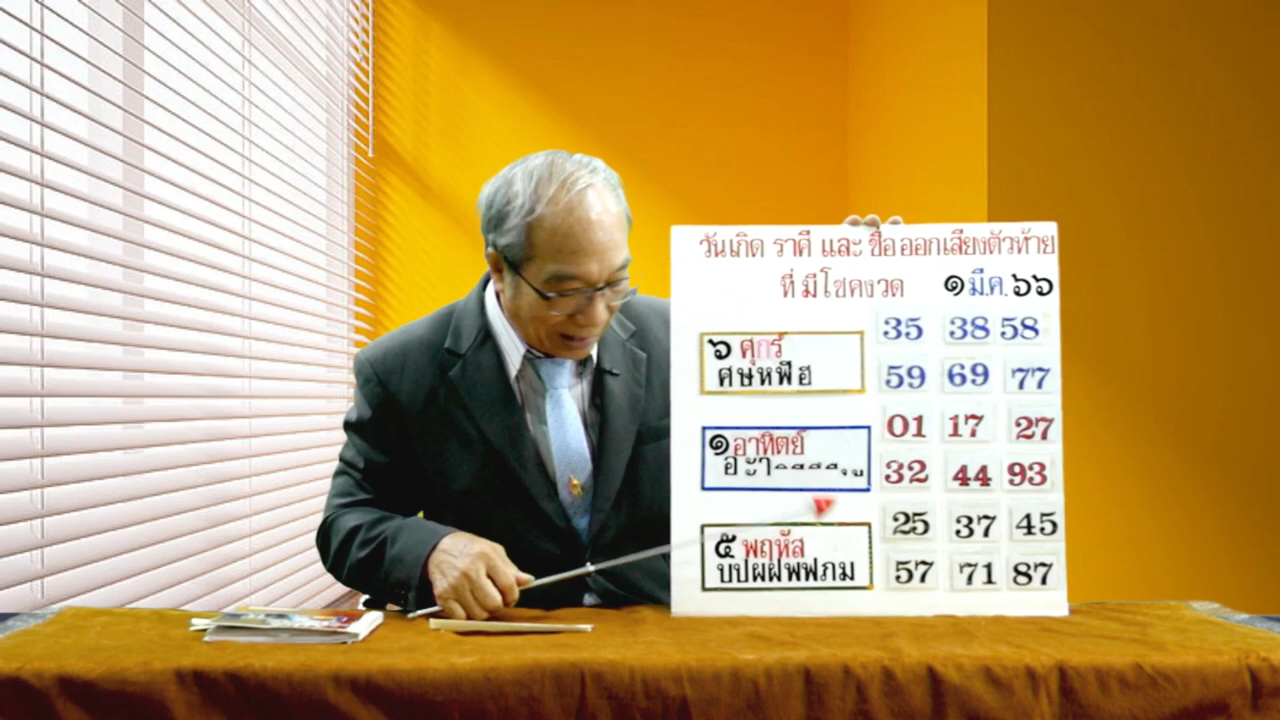 วันเกิด ราศี และ ชื่อ ออกเสียงตัวท้าย
ที่ มีโชคงวด ๑ มี.ค. ๖๖
๖ ศุกร์
ศษหฬฮ
35 38 58
59 69 77
๑ อาทิตย์
อ ะ า
01 17 27
32 44 93
๕ พฤหัส
บปผฝพฟภม
25 37 45
57 71 87